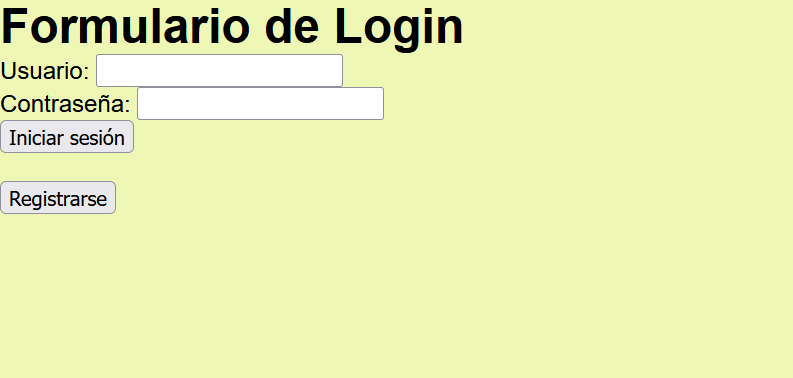 Formulario de Login
Usuario:
Contraseña:
Iniciar sesión
Registrarse